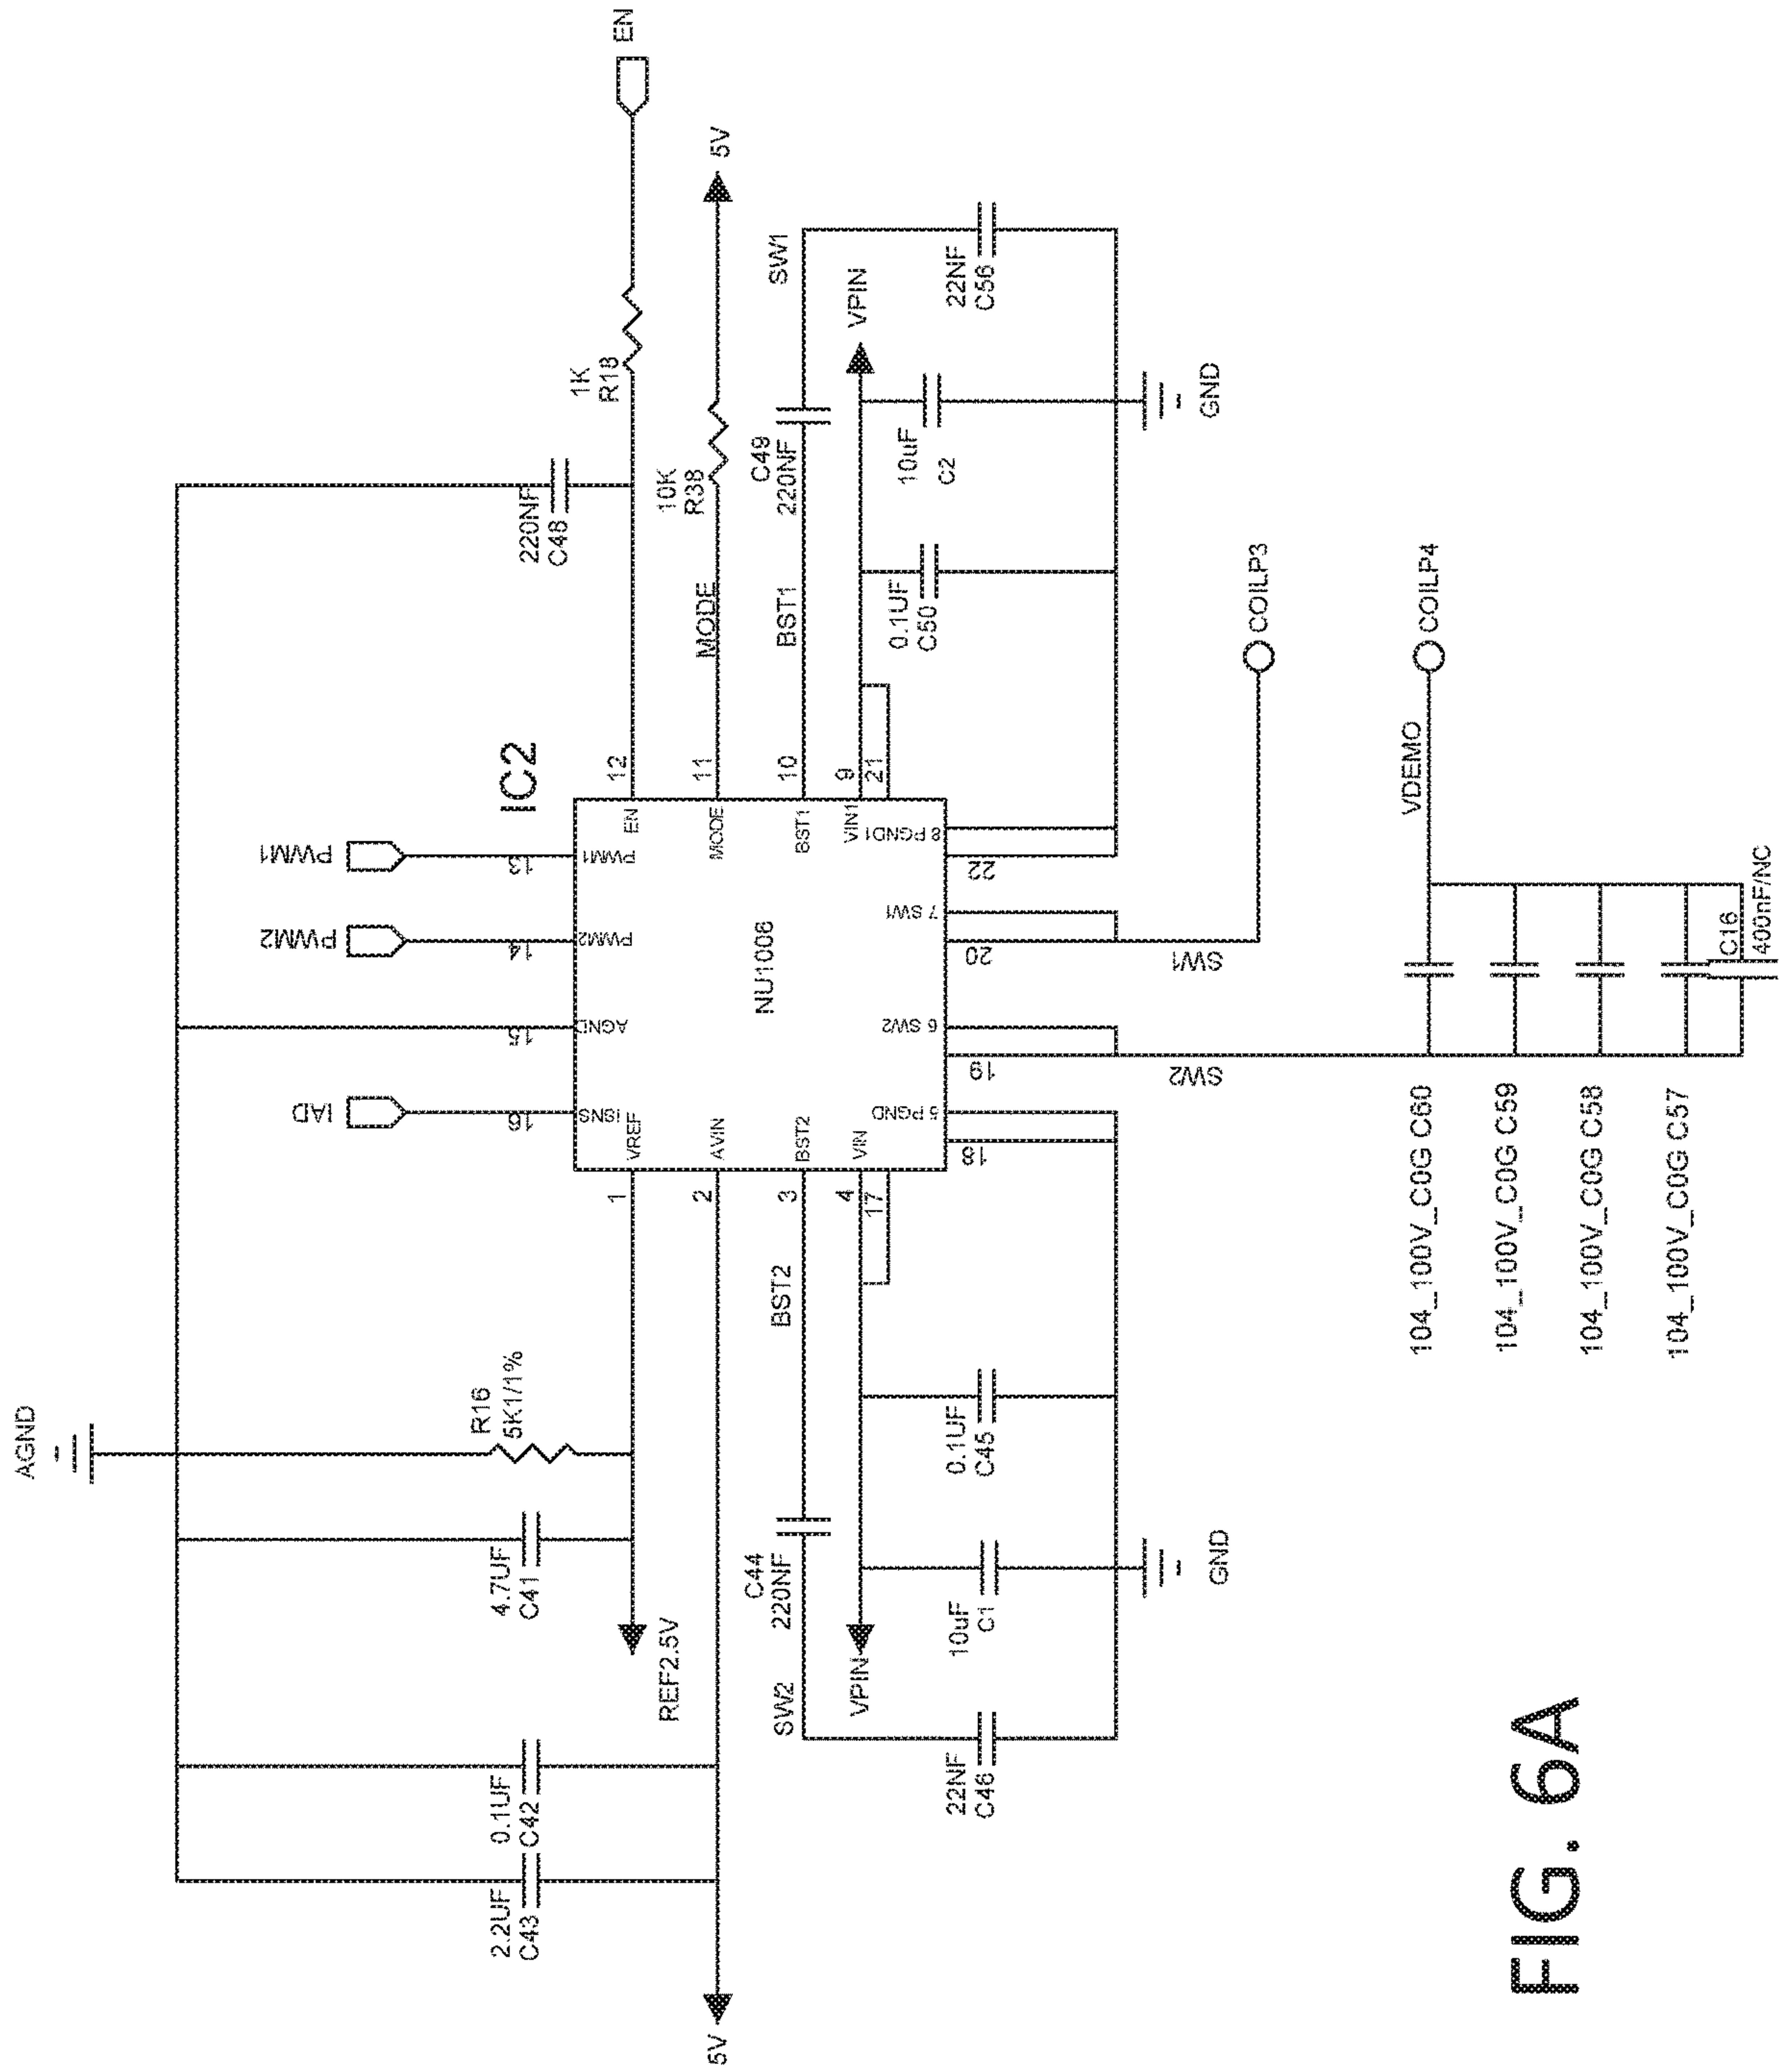 AGND
2.2UF
C43
0.1UF
C42
4.7UF
C41
R16
5K1/1%
IAD
PWM2
PWM1
16
15
14
13
IC2
220NF
C48
1K
R18
EN
5V
REF2.5V
1
2
3
4
17
VREF
AVIN
BST2
VIN
ISNS
AGND
PWM2
PWM1
NU1006
EN
MODE
BST1
VIN1
5 PGND
6 SW2
7 SW1
8 PGND1
12
11
10
9
21
MODE
10K
R38
5V
BST1
C49
220NF
SW1
VPIN
0.1UF
C50
10uF
C2
22NF
C56
GND
SW2
C44
220NF
BST2
VPIN
22NF
C46
10uF
C1
0.1UF
C45
GND
18
19
20
22
SW2
SW1
COILP3
VDEMO
COILP4
104_100V_C0G C60
104_100V_C0G C59
104_100V_C0G C58
104_100V_C0G C57
C16
400nF/NC
FIG. 6A